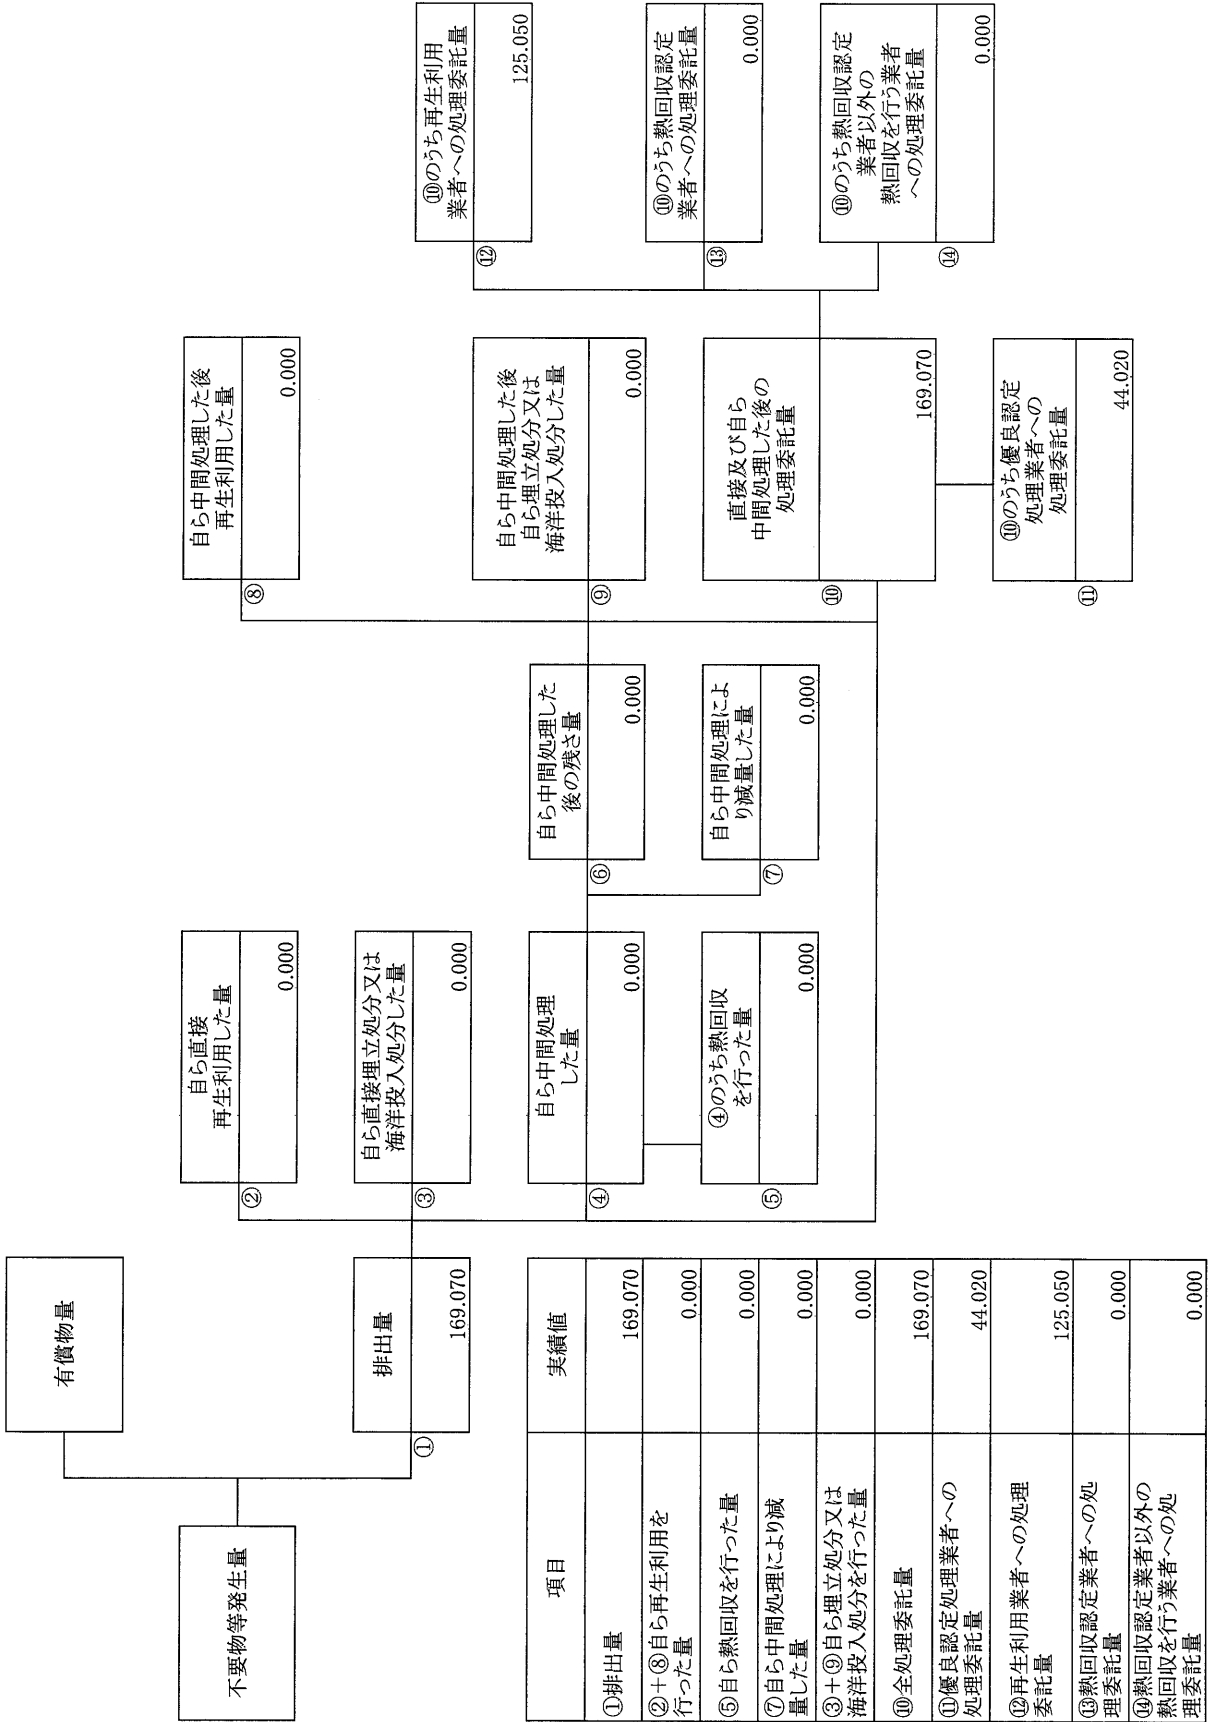 不要物等発生量
有償物量
①
排出量
169.070
②
自ら直接
再生利用した量
0.000
③
自ら直接埋立処分又は
海洋投入処分した量
0.000
④
自ら中間処理
した量
0.000
⑤
④のうち熱回収
を行った量
0.000
⑥
自ら中間処理した
後の残さ量
0.000
⑦
自ら中間処理によ
り減量した量
0.000
⑧
自ら中間処理した後
再生利用した量
0.000
⑨
自ら中間処理した後
自ら埋立処分又は
海洋投入処分した量
0.000
⑩
直接及び自ら
中間処理した後の
処理委託量
169.070
⑪
⑩のうち優良認定
処理業者への
処理委託量
44.020
⑫
⑩のうち再生利用
業者への処理委託量
125.050
⑬
⑩のうち熱回収認定
業者への処理委託量
0.000
⑭
⑩のうち熱回収認定
業者以外の
熱回収を行う業者
への処理委託量
0.000
項目 実績値
①排出量 169.070
②+⑧自ら再生利用を
行った量 0.000
⑤自ら熱回収を行った量 0.000
⑦自ら中間処理により減
量した量 0.000
③+⑨自ら埋立処分又は
海洋投入処分を行った量 0.000
⑩全処理委託量 169.070
⑪優良認定処理業者への
処理委託量 44.020
⑫再生利用業者への処理
委託量 125.050
⑬熱回収認定業者への処
理委託量 0.000
⑭熱回収認定業者以外の
熱回収を行う業者への処
理委託量 0.000